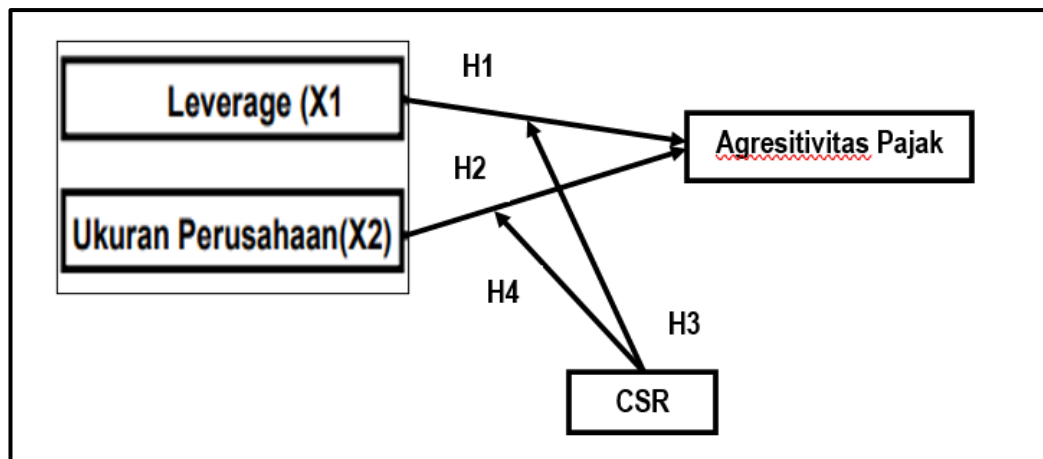 H1
Leverage (X1
Agresitivitas Pajak
H2
Ukuran Perusahaan(X2)
H4
H3
CSR